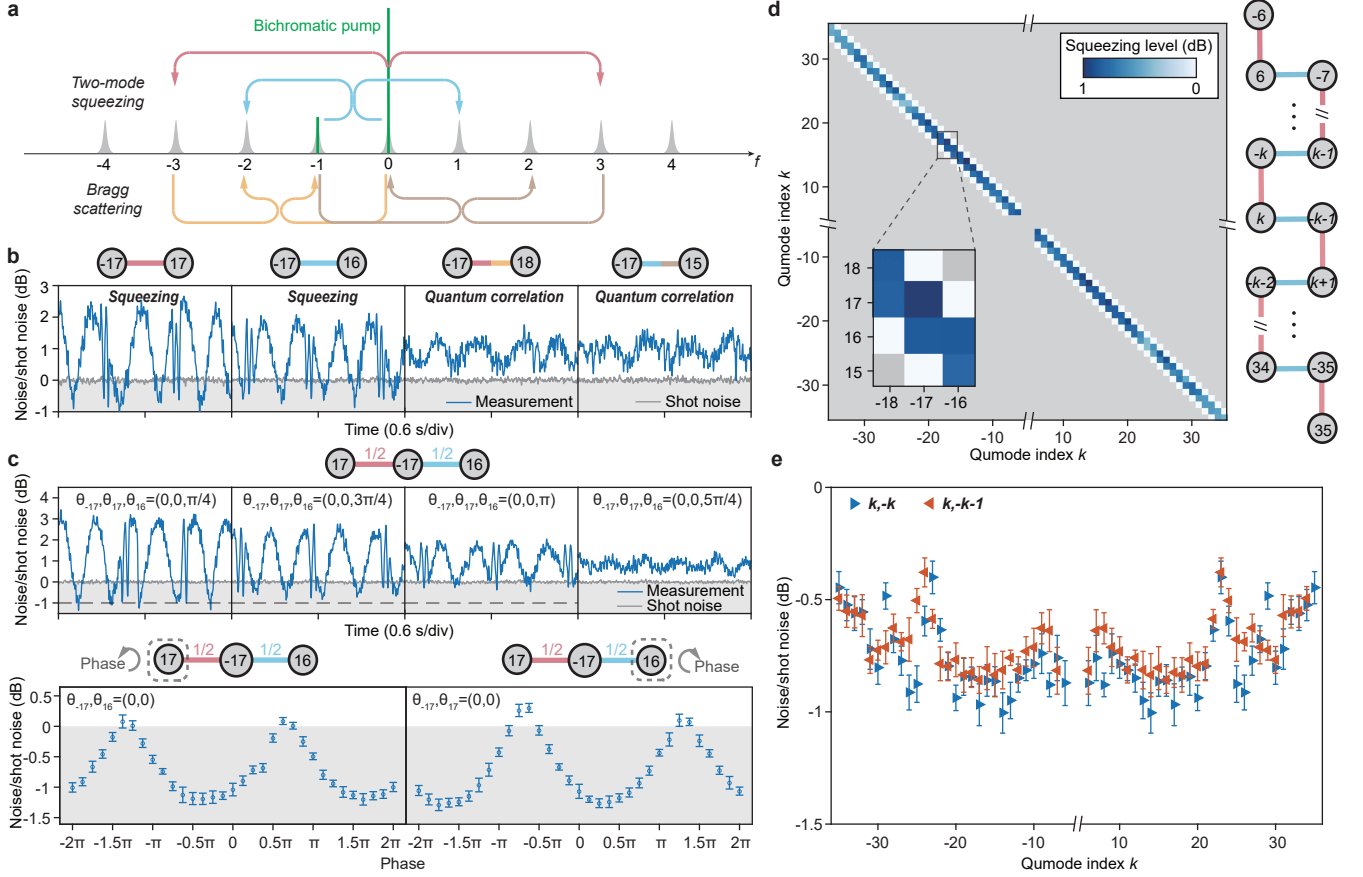 a
Bichromatic pump
Two-mode
squeezing
-4 -3 -2 -1 0 1 2 3 4 f
Bragg
scattering
b
-17 17 -17 16 -17 18 -17 15
Squeezing Squeezing Quantum correlation Quantum correlation
Noise/shot noise (dB)
3
2
1
0
-1
Measurement Shot noise
Time (0.6 s/div)
c
17 1/2 -17 1/2 16
Noise/shot noise (dB)
θ-17,θ17,θ16=(0,0,π/4) θ-17,θ17,θ16=(0,0,3π/4) θ-17,θ17,θ16=(0,0,π) θ-17,θ17,θ16=(0,0,5π/4)
4
3
2
1
0
-1
Measurement
Shot noise
Time (0.6 s/div)
Phase 17 1/2 -17 1/2 16
17 1/2 -17 1/2 16 Phase
Noise/shot noise (dB)
θ-17,θ16=(0,0) θ-17,θ17=(0,0)
0.5
0
-0.5
-1
-1.5
-2π -1.5π -π -0.5π 0 0.5π π 1.5π 2π -2π -1.5π -π -0.5π 0 0.5π π 1.5π 2π
Phase
d
Squeezing level (dB)
1 0
Qumode index k
30
20
10
-10
-20
-30
18
17
16
15
-18 -17 -16
-30 -20 -10 10 20 30
Qumode index k
-6
6 -7
-k k-1
k -k-1
-k-2 k+1
34 -35
35
e
k,-k k,-k-1
Noise/shot noise (dB)
0
-0.5
-1
-1.5
-30 -20 -10 10 20 30
Qumode index k